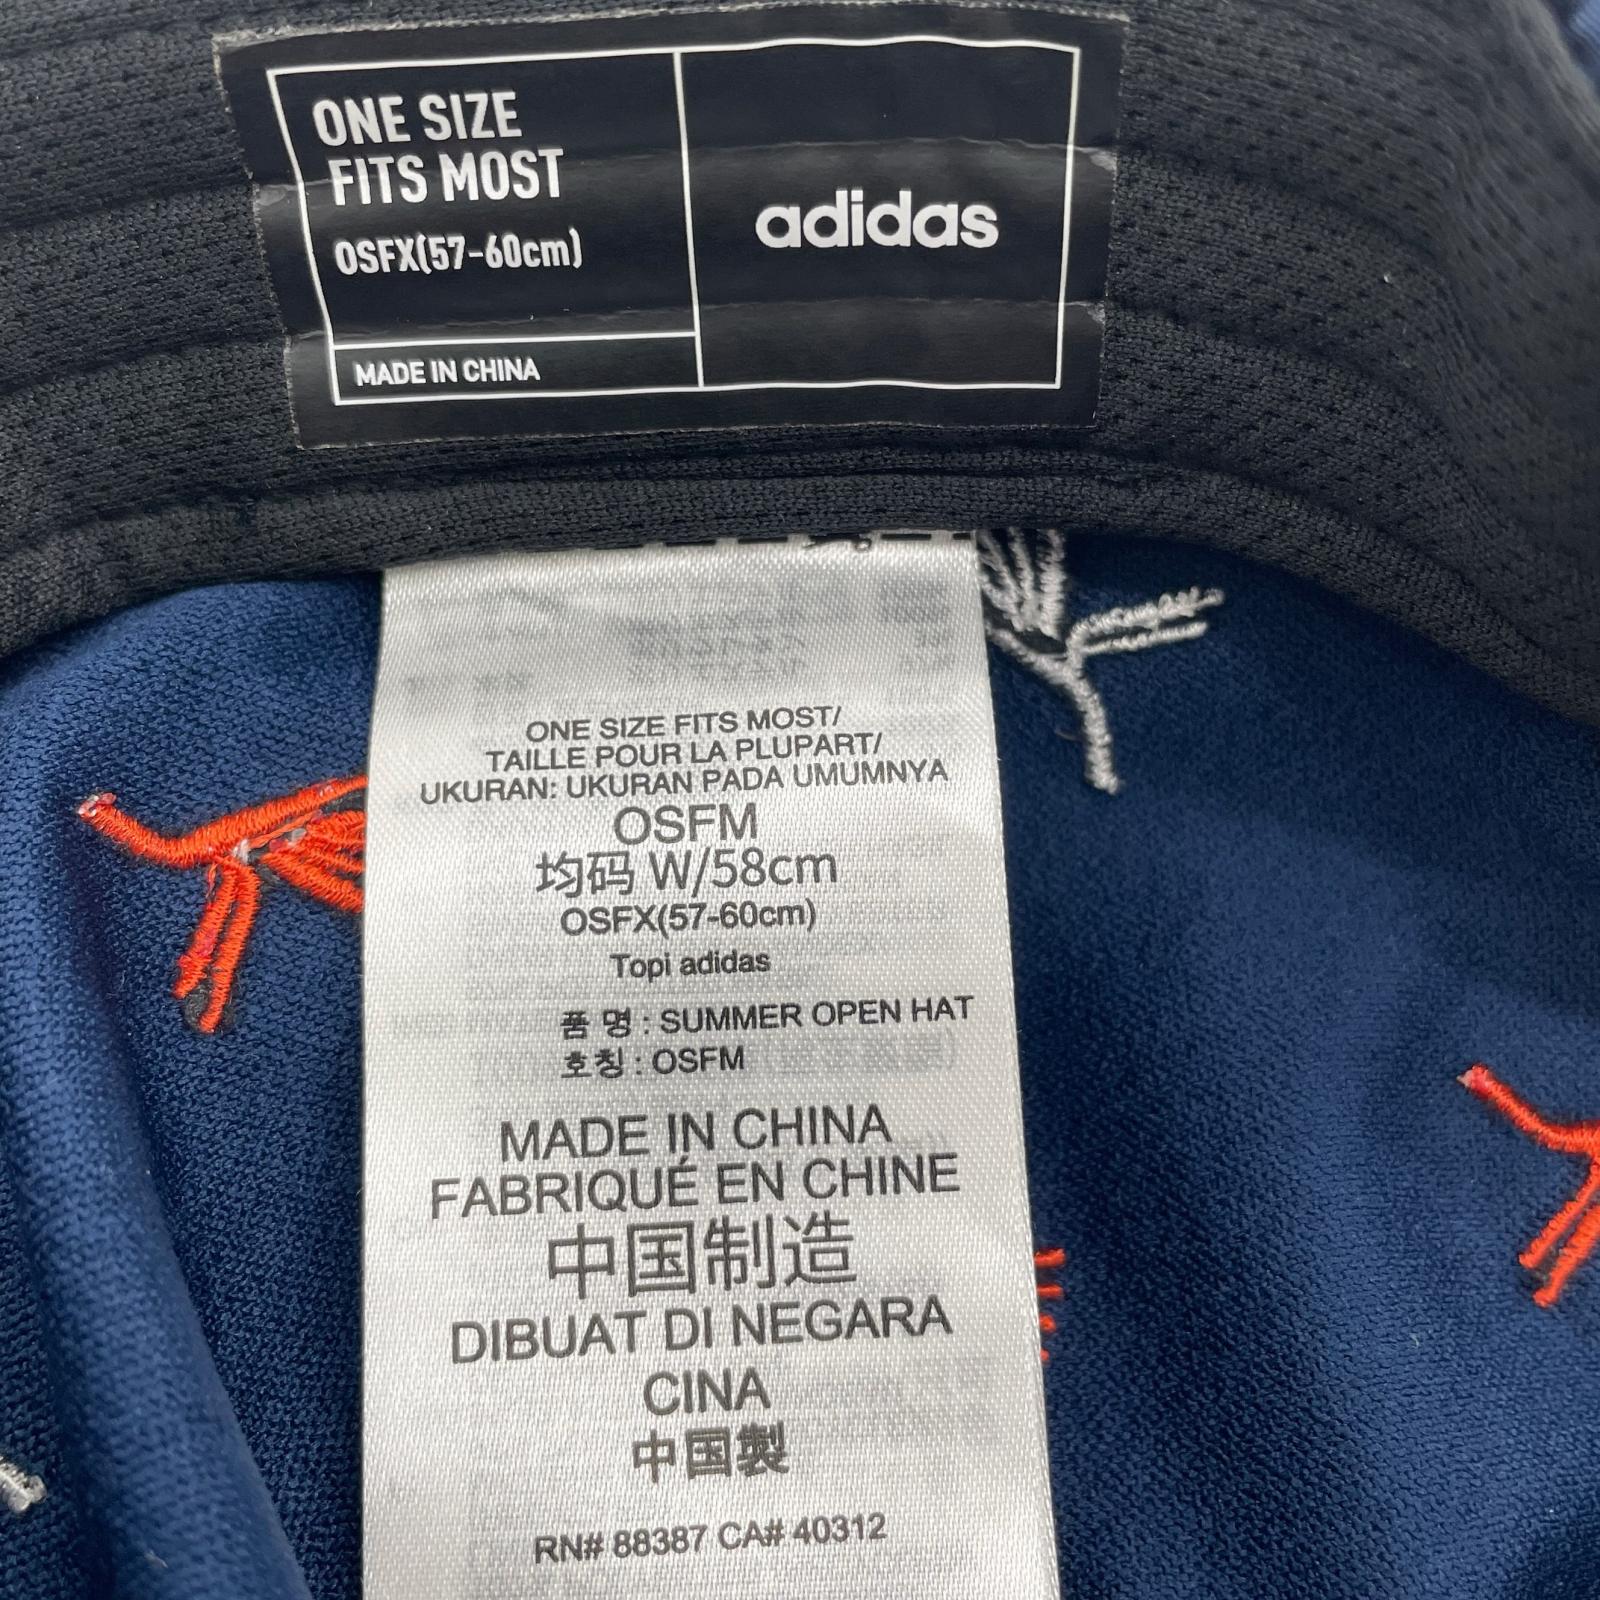 ONE SIZE
FITS MOST
OSFX(57-60cm)
MADE IN CHINA
adidas
ONE SIZE FITS MOST/
TAILLE POUR LA PLUPART/
UKURAN: UKURAN PADA UMUMNYA
OSFM
均码 W/58cm
OSFX(57-60cm)
Topi adidas
품 명 : SUMMER OPEN HAT
호칭 : OSFM
MADE IN CHINA
FABRIQUÉ EN CHINE
中国制造
DIBUAT DI NEGARA
CINA
中国製
RN# 88387 CA# 40312